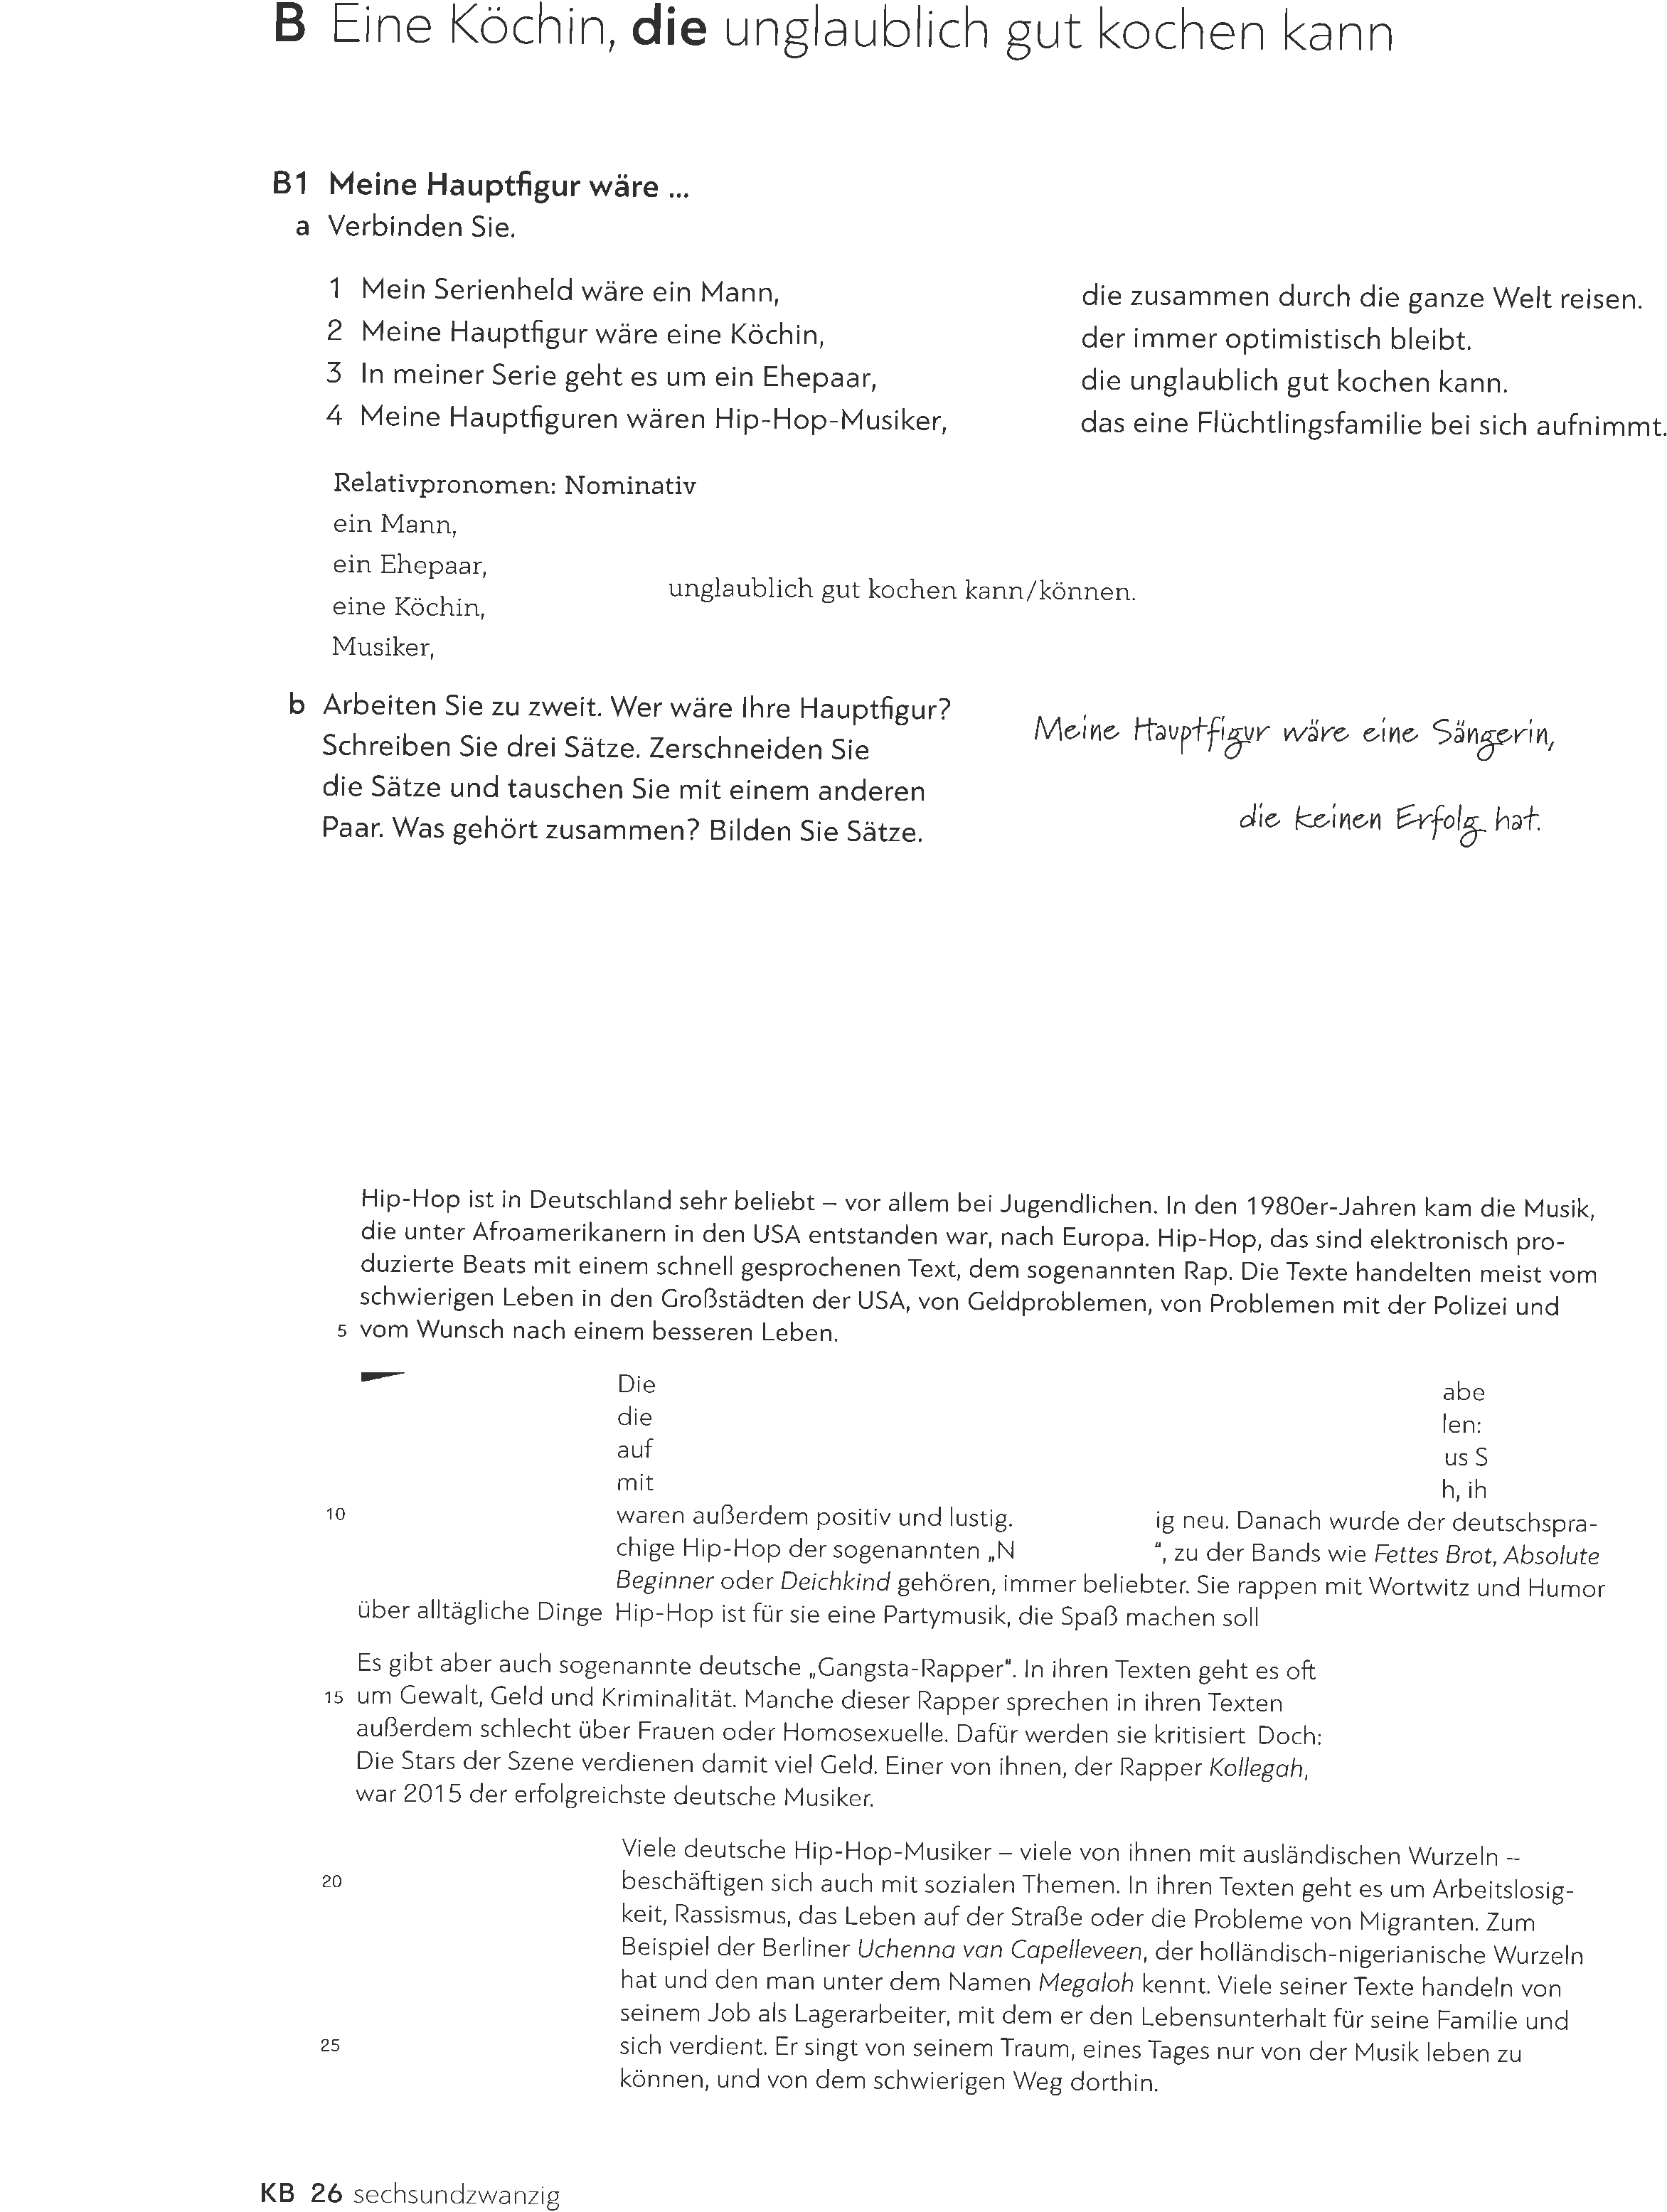 B Eine Köchin, die unglaublich gut kochen kann
B1 Meine Hauptfigur wäre ...
a Verbinden Sie.
1 Mein Serienheld wäre ein Mann,
2 Meine Hauptfigur wäre eine Köchin,
3 In meiner Serie geht es um ein Ehepaar,
4 Meine Hauptfiguren wären Hip-Hop-Musiker,
die zusammen durch die ganze Welt reisen.
der immer optimistisch bleibt.
die unglaublich gut kochen kann.
das eine Flüchtlingsfamilie bei sich aufnimmt.
Relativpronomen: Nominativ
ein Mann,
ein Ehepaar,
eine Köchin,
Musiker,
unglaublich gut kochen kann/können.
b Arbeiten Sie zu zweit. Wer wäre Ihre Hauptfigur?
Schreiben Sie drei Sätze. Zerschneiden Sie
die Sätze und tauschen Sie mit einem anderen
Paar. Was gehört zusammen? Bilden Sie Sätze.
Meine Hauptfigur wäre eine Sängerin,
die keinen Erfolg hat.
Hip-Hop ist in Deutschland sehr beliebt – vor allem bei Jugendlichen. In den 1980er-Jahren kam die Musik,
die unter Afroamerikanern in den USA entstanden war, nach Europa. Hip-Hop, das sind elektronisch pro-
duzierte Beats mit einem schnell gesprochenen Text, dem sogenannten Rap. Die Texte handelten meist vom
schwierigen Leben in den Großstädten der USA, von Geldproblemen, von Problemen mit der Polizei und
5 vom Wunsch nach einem besseren Leben.
Die abe
die len:
auf us S
mit h, ih
10 waren außerdem positiv und lustig. ig neu. Danach wurde der deutschspra-
chige Hip-Hop der sogenannten „N “, zu der Bands wie Fettes Brot, Absolute
Beginner oder Deichkind gehören, immer beliebter. Sie rappen mit Wortwitz und Humor
über alltägliche Dinge Hip-Hop ist für sie eine Partymusik, die Spaß machen soll
Es gibt aber auch sogenannte deutsche „Gangsta-Rapper“. In ihren Texten geht es oft
15 um Gewalt, Geld und Kriminalität. Manche dieser Rapper sprechen in ihren Texten
außerdem schlecht über Frauen oder Homosexuelle. Dafür werden sie kritisiert Doch:
Die Stars der Szene verdienen damit viel Geld. Einer von ihnen, der Rapper Kollegah,
war 2015 der erfolgreichste deutsche Musiker.
Viele deutsche Hip-Hop-Musiker – viele von ihnen mit ausländischen Wurzeln –
20 beschäftigen sich auch mit sozialen Themen. In ihren Texten geht es um Arbeitslosig-
keit, Rassismus, das Leben auf der Straße oder die Probleme von Migranten. Zum
Beispiel der Berliner Uchenna van Capelleveen, der holländisch-nigerianische Wurzeln
hat und den man unter dem Namen Megaloh kennt. Viele seiner Texte handeln von
seinem Job als Lagerarbeiter, mit dem er den Lebensunterhalt für seine Familie und
25 sich verdient. Er singt von seinem Traum, eines Tages nur von der Musik leben zu
können, und von dem schwierigen Weg dorthin.
KB 26 sechsundzwanzig